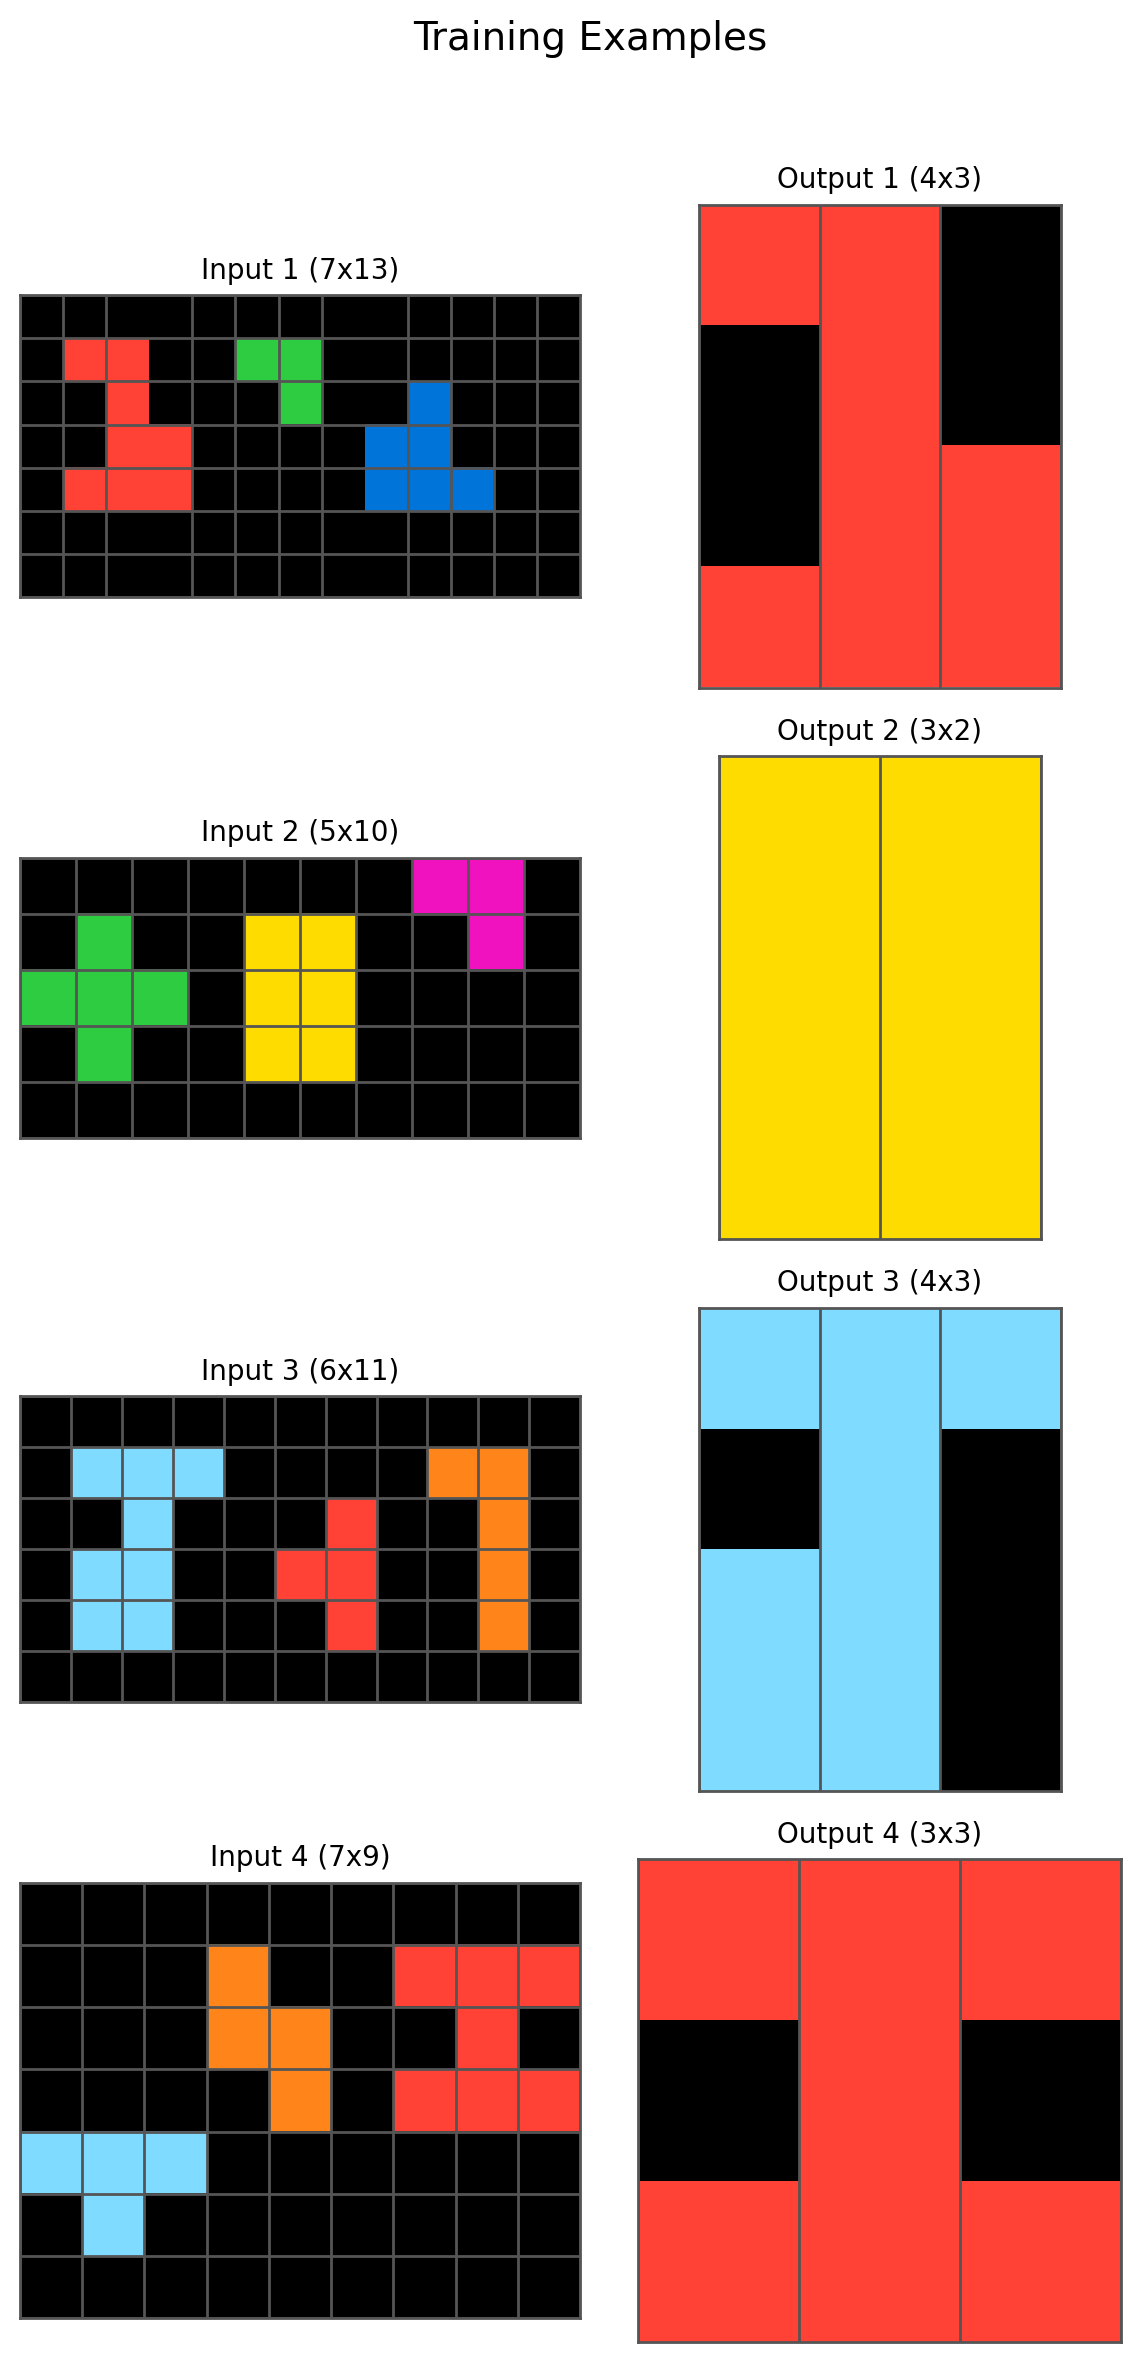 Training Examples
Output 1 (4x3)
Input 1 (7x13)
Output 2 (3x2)
Input 2 (5x10)
Output 3 (4x3)
Input 3 (6x11)
Output 4 (3x3)
Input 4 (7x9)